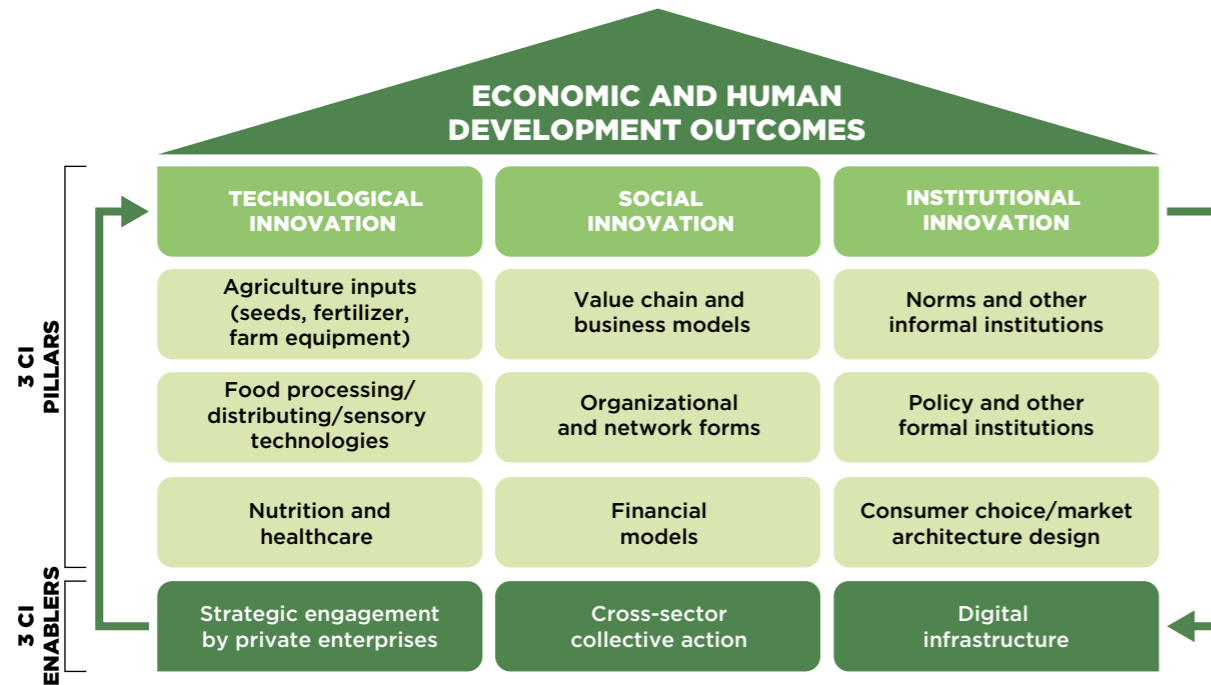 ECONOMIC AND HUMAN
DEVELOPMENT OUTCOMES
3 CI
PILLARS
TECHNOLOGICAL
INNOVATION
SOCIAL
INNOVATION
INSTITUTIONAL
INNOVATION
Agriculture inputs
(seeds, fertilizer,
farm equipment)
Value chain and
business models
Norms and other
informal institutions
Food processing/
distributing/sensory
technologies
Organizational
and network forms
Policy and other
formal institutions
Nutrition and
healthcare
Financial
models
Consumer choice/market
architecture design
3 CI
ENABLERS
Strategic engagement
by private enterprises
Cross-sector
collective action
Digital
infrastructure